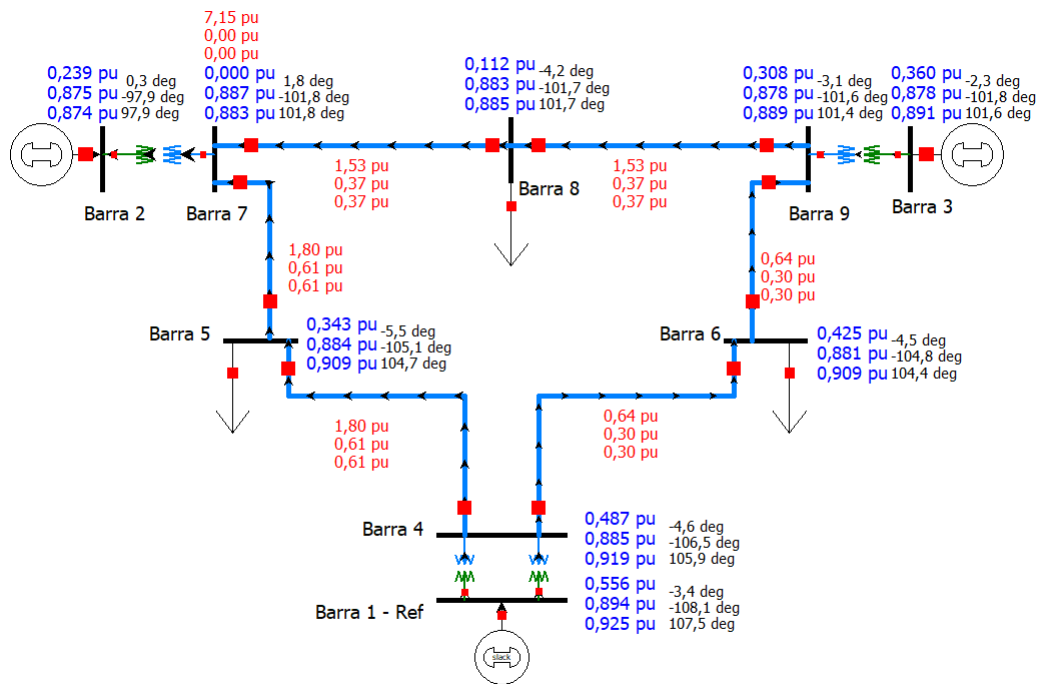 7,15 pu
0,00 pu
0,00 pu
0,239 pu 0,3 deg
0,875 pu -97,9 deg
0,874 pu 97,9 deg
0,000 pu 1,8 deg
0,887 pu -101,8 deg
0,883 pu 101,8 deg
0,112 pu -4,2 deg
0,883 pu -101,7 deg
0,885 pu 101,7 deg
0,308 pu -3,1 deg
0,878 pu -101,6 deg
0,889 pu 101,4 deg
0,360 pu -2,3 deg
0,878 pu -101,8 deg
0,891 pu 101,6 deg
Barra 2
Barra 7
1,53 pu
0,37 pu
0,37 pu
Barra 8
1,53 pu
0,37 pu
0,37 pu
Barra 9
Barra 3
1,80 pu
0,61 pu
0,61 pu
0,64 pu
0,30 pu
0,30 pu
Barra 5
0,343 pu -5,5 deg
0,884 pu -105,1 deg
0,909 pu 104,7 deg
Barra 6
0,425 pu -4,5 deg
0,881 pu -104,8 deg
0,909 pu 104,4 deg
1,80 pu
0,61 pu
0,61 pu
0,64 pu
0,30 pu
0,30 pu
Barra 4
0,487 pu -4,6 deg
0,885 pu -106,5 deg
0,919 pu 105,9 deg
Barra 1 - Ref
0,556 pu -3,4 deg
0,894 pu -108,1 deg
0,925 pu 107,5 deg
slack